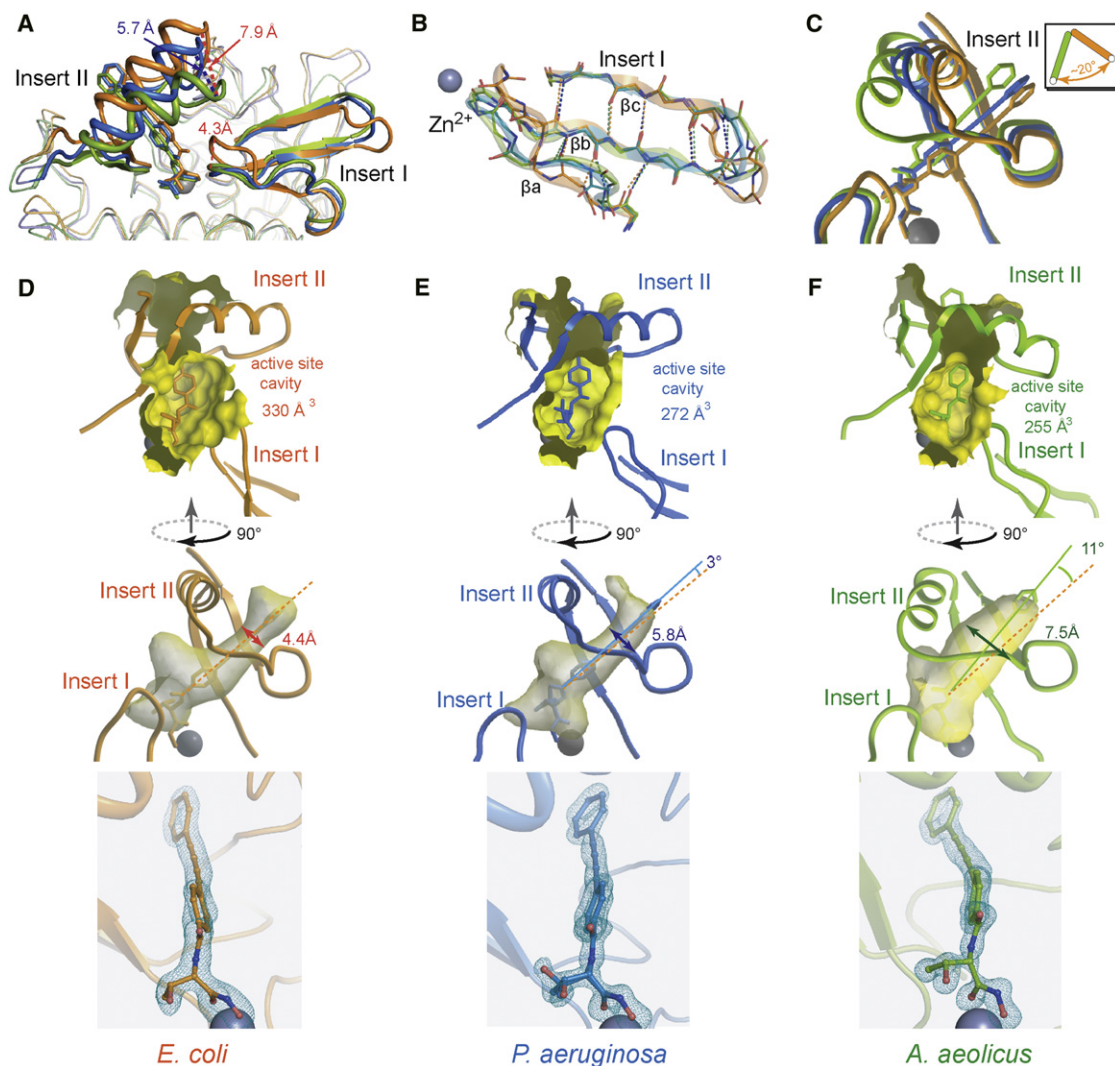 A
5.7 Å
7.9 Å
Insert II
4.3Å
Insert I
B
Insert I
Zn2+
βc
βb
βa
C
Insert II
~20°
D
Insert II
active site
cavity
330 Å3
Insert I
90°
Insert II
4.4Å
Insert I
E. coli
E
Insert II
active site
cavity
272 Å3
Insert I
90°
3°
Insert II
5.8Å
Insert I
P. aeruginosa
F
Insert II
active site
cavity
255 Å3
Insert I
90°
11°
Insert II
7.5Å
Insert I
A. aeolicus